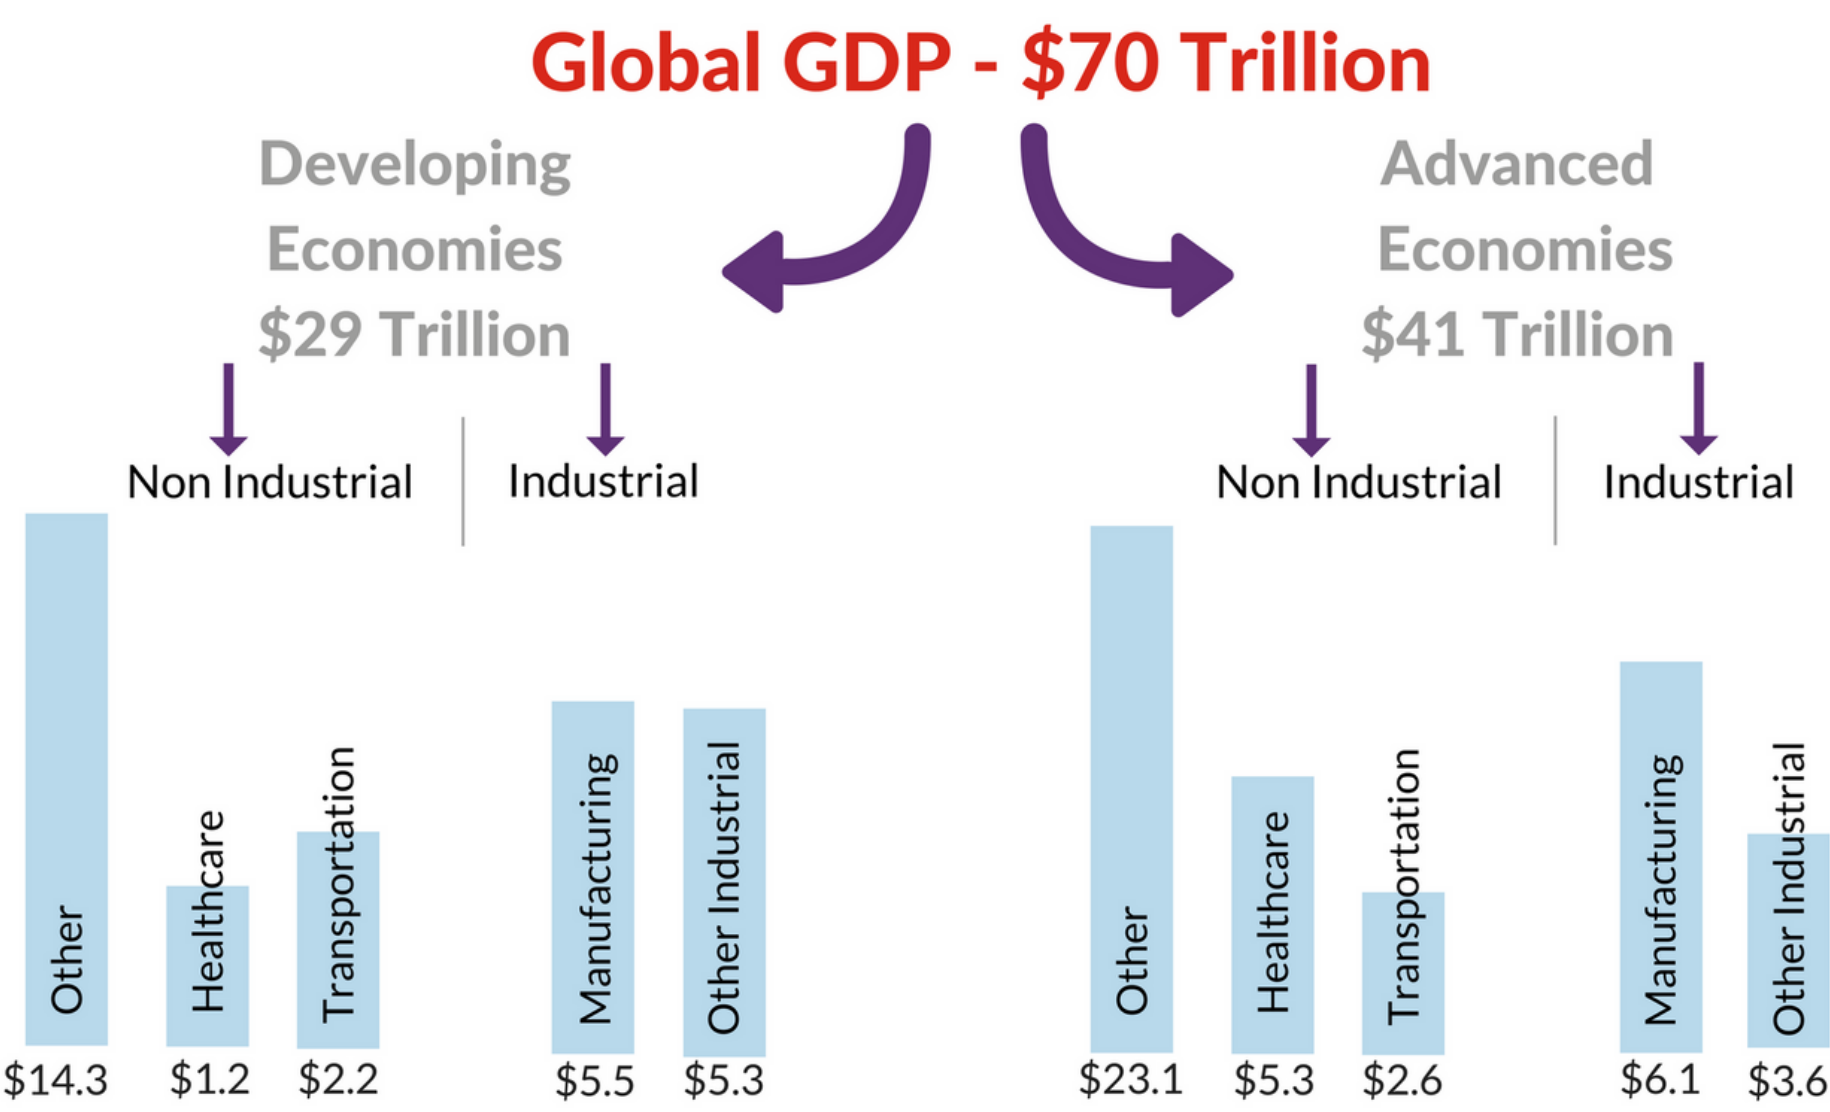 Global GDP - $70 Trillion
Developing
Economies
$29 Trillion
Non Industrial
Industrial
Other
Healthcare
Transportation
Manufacturing
Other Industrial
$14.3
$1.2
$2.2
$5.5
$5.3
Advanced
Economies
$41 Trillion
Non Industrial
Industrial
Other
Healthcare
Transportation
Manufacturing
Other Industrial
$23.1
$5.3
$2.6
$6.1
$3.6